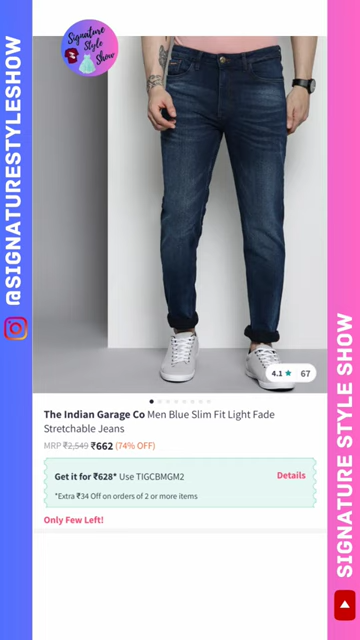 Signature
Style
Show
@SIGNATURESTYLESHOW
SIGNATURE STYLE SHOW
4.1 ★ 67
The Indian Garage Co Men Blue Slim Fit Light Fade
Stretchable Jeans
MRP ₹2,549 ₹662 (74% OFF)
Get it for ₹628* Use TIGCBMGM2
Details
*Extra ₹34 Off on orders of 2 or more items
Only Few Left!